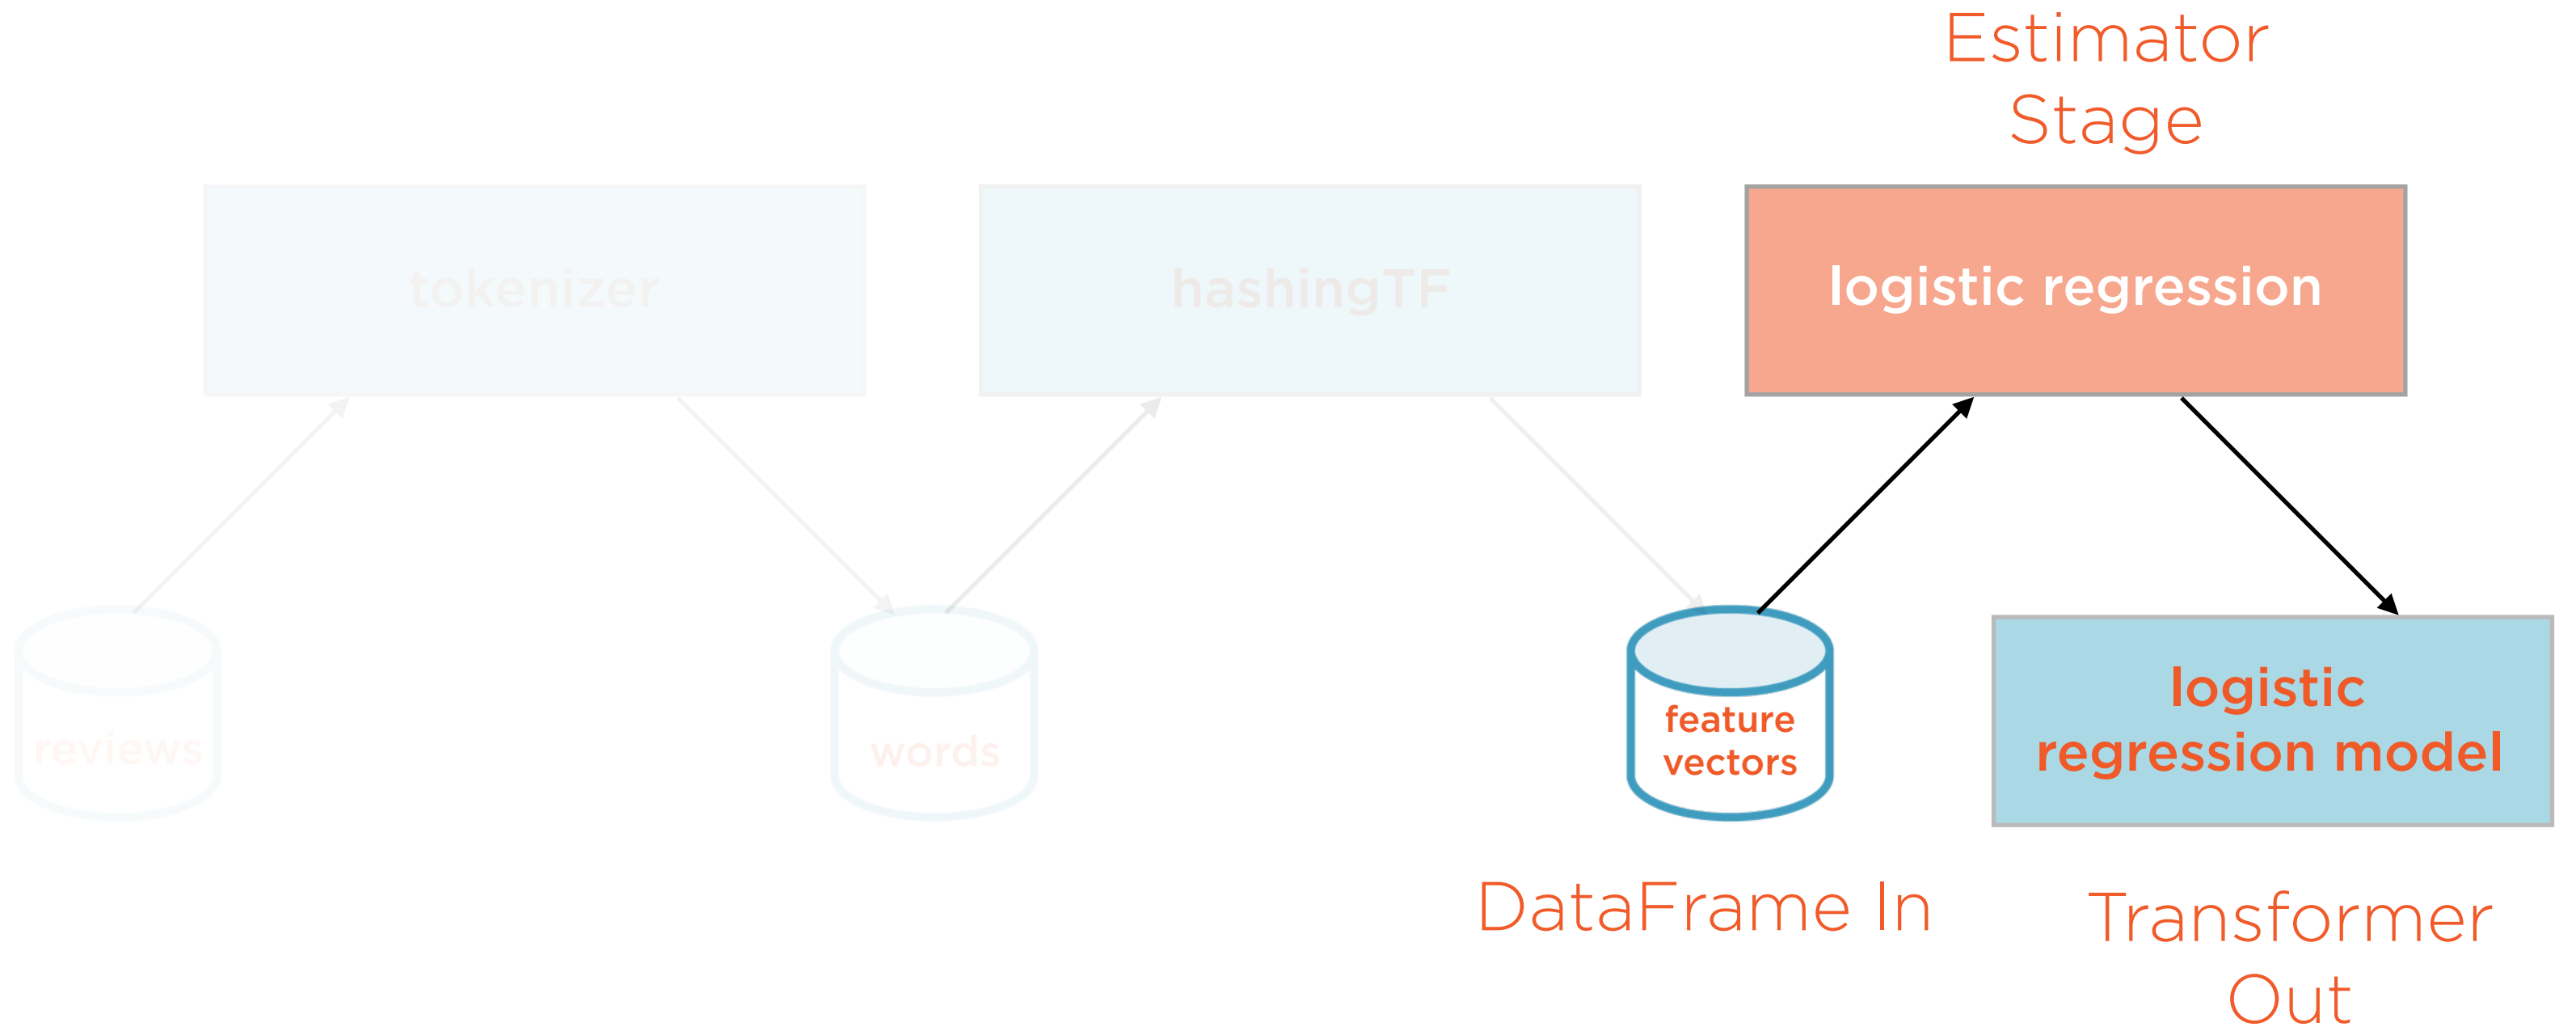 Estimator
Stage
tokenizer
hashingTF
logistic regression
reviews
words
feature
vectors
logistic
regression model
DataFrame In
Transformer
Out